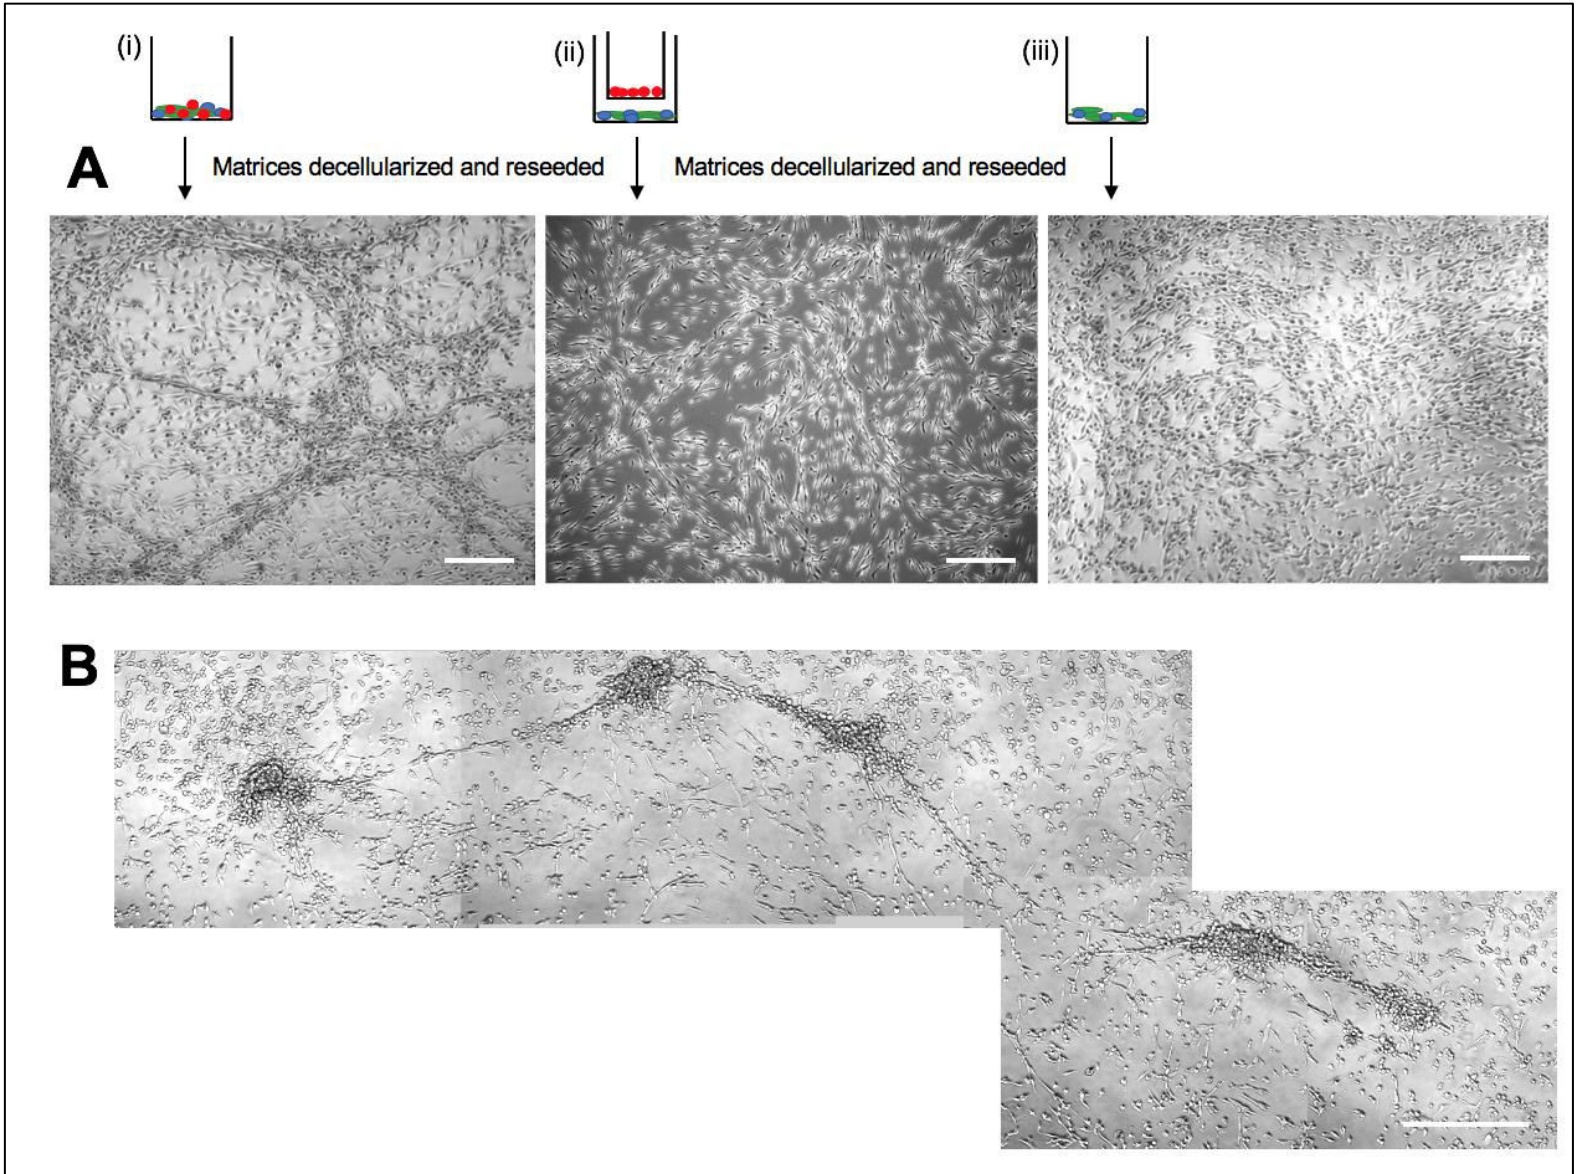 (i)
(ii)
(iii)
A
Matrices decellularized and reseeded
Matrices decellularized and reseeded
B